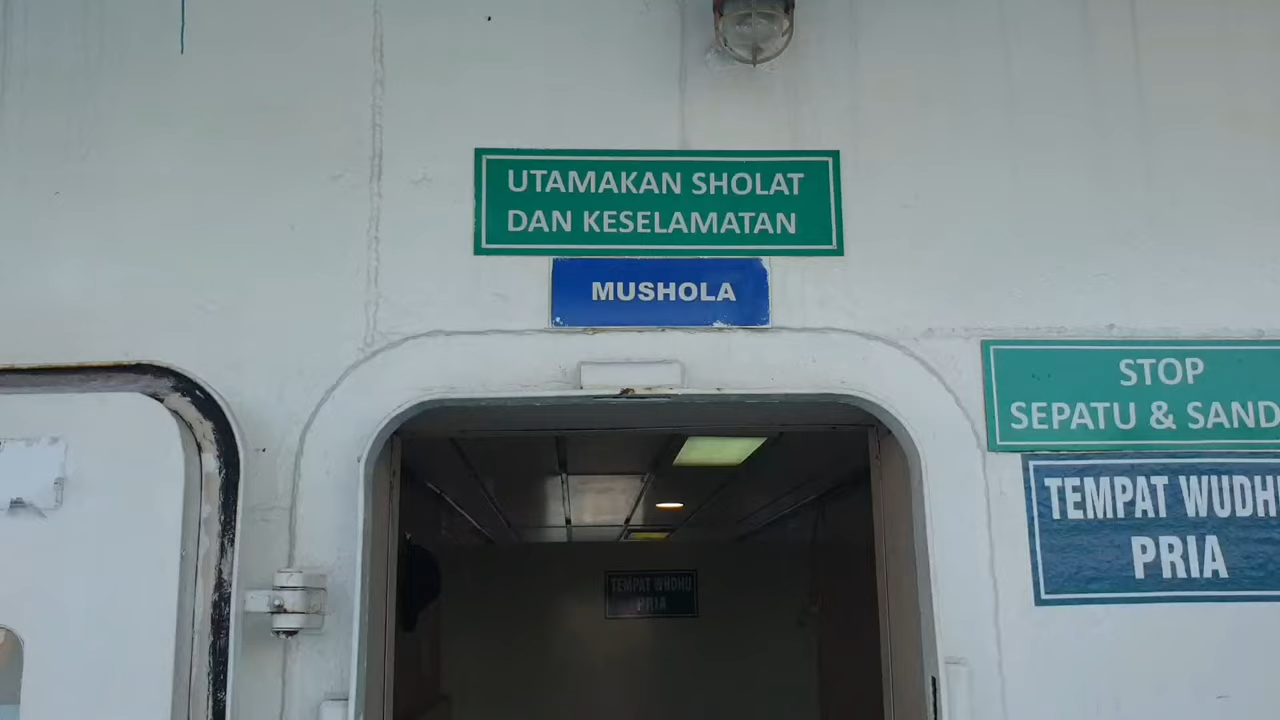 UTAMAKAN SHOLAT
DAN KESELAMATAN
MUSHOLA
STOP
SEPATU & SAND
TEMPAT WUDH
PRIA
TEMPAT WUDHU
PRIA